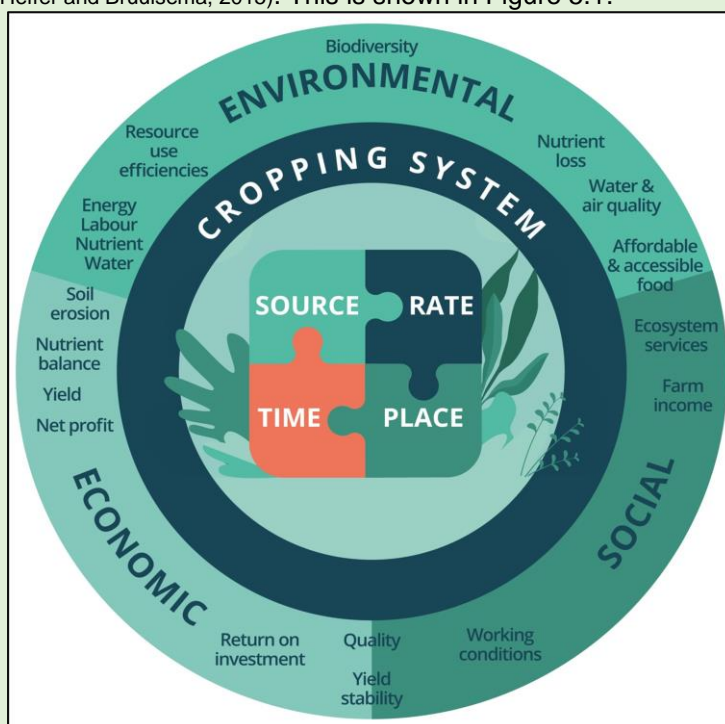 Bruulsema, 2015). This is shown in Figure 3.1.
Biodiversity
ENVIRONMENTAL
Resource
use
efficiencies
Energy
Labour
Nutrient
Water
Nutrient
loss
Water &
air quality
Affordable
& accessible
food
CROPPING SYSTEM
SOURCE
RATE
TIME
PLACE
Soil
erosion
Nutrient
balance
Yield
Net profit
ECONOMIC
Return on
investment
Quality
Yield
stability
Ecosystem
services
Farm
income
SOCIAL
Working
conditions